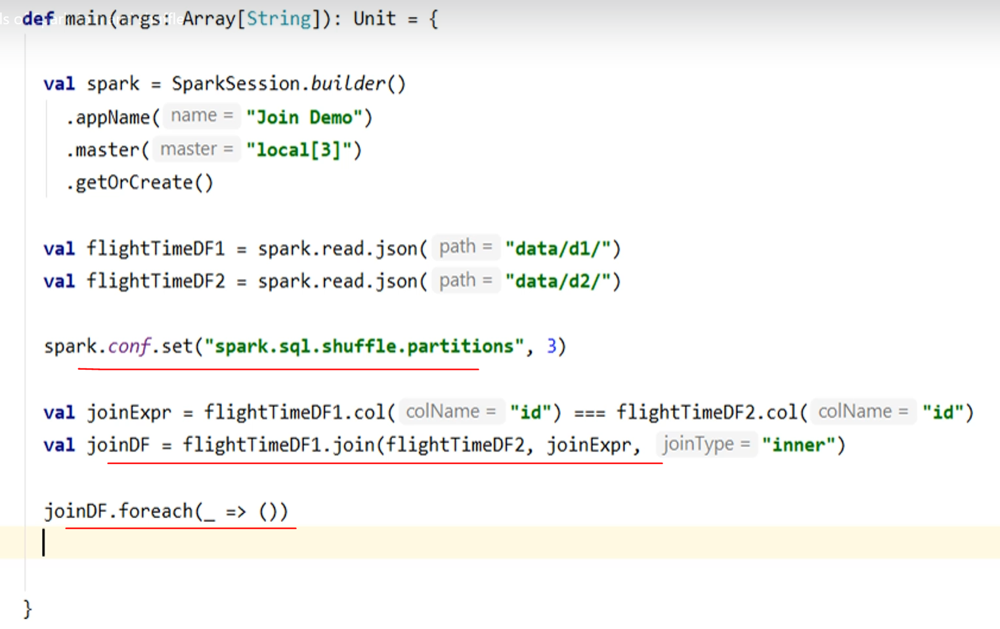 def main(args: Array[String]): Unit = {
val spark = SparkSession.builder()
.appName( name = "Join Demo")
.master( master = "local[3]")
.getOrCreate()
val flightTimeDF1 = spark.read.json( path = "data/d1/")
val flightTimeDF2 = spark.read.json( path = "data/d2/")
spark.conf.set("spark.sql.shuffle.partitions", 3)
val joinExpr = flightTimeDF1.col( colName = "id") === flightTimeDF2.col( colName = "id")
val joinDF = flightTimeDF1.join(flightTimeDF2, joinExpr, joinType = "inner")
joinDF.foreach(_ => ())
}